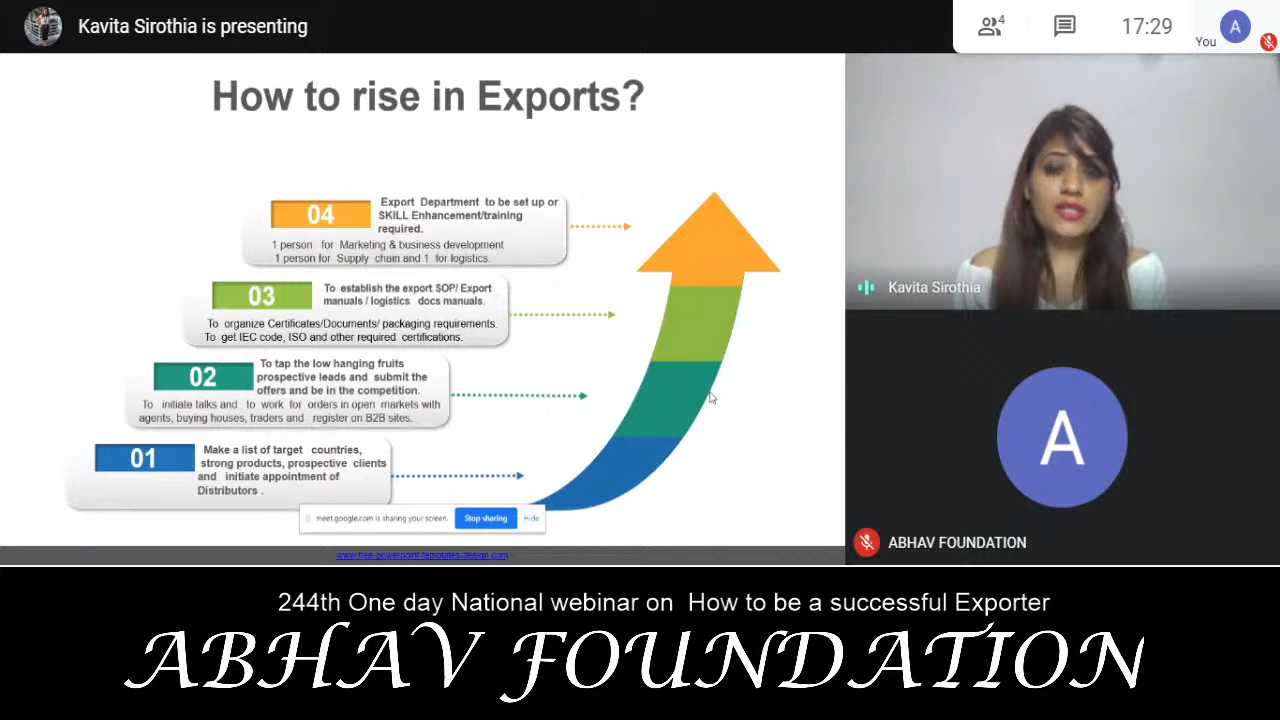 Kavita Sirothia is presenting
4
17:29
You
A
How to rise in Exports?
04
Export Department to be set up or
SKILL Enhancement/training
required.
1 person for Marketing & business development
1 person for Supply chain and 1 for logistics.
03
To establish the export SOP/ Export
manuals / logistics docs manuals.
To organize Certificates/Documents/ packaging requirements.
To get IEC code, ISO and other required certifications.
02
To tap the low hanging fruits
prospective leads and submit the
offers and be in the competition.
To initiate talks and to work for orders in open markets with
agents, buying houses, traders and register on B2B sites.
01
Make a list of target countries,
strong products, prospective clients
and initiate appointment of
Distributors .
meet.google.com is sharing your screen.
Stop sharing
Hide
www.free-powerpoint-templates-design.com
Kavita Sirothia
A
ABHAV FOUNDATION
244th One day National webinar on How to be a successful Exporter
ABHAV FOUNDATION